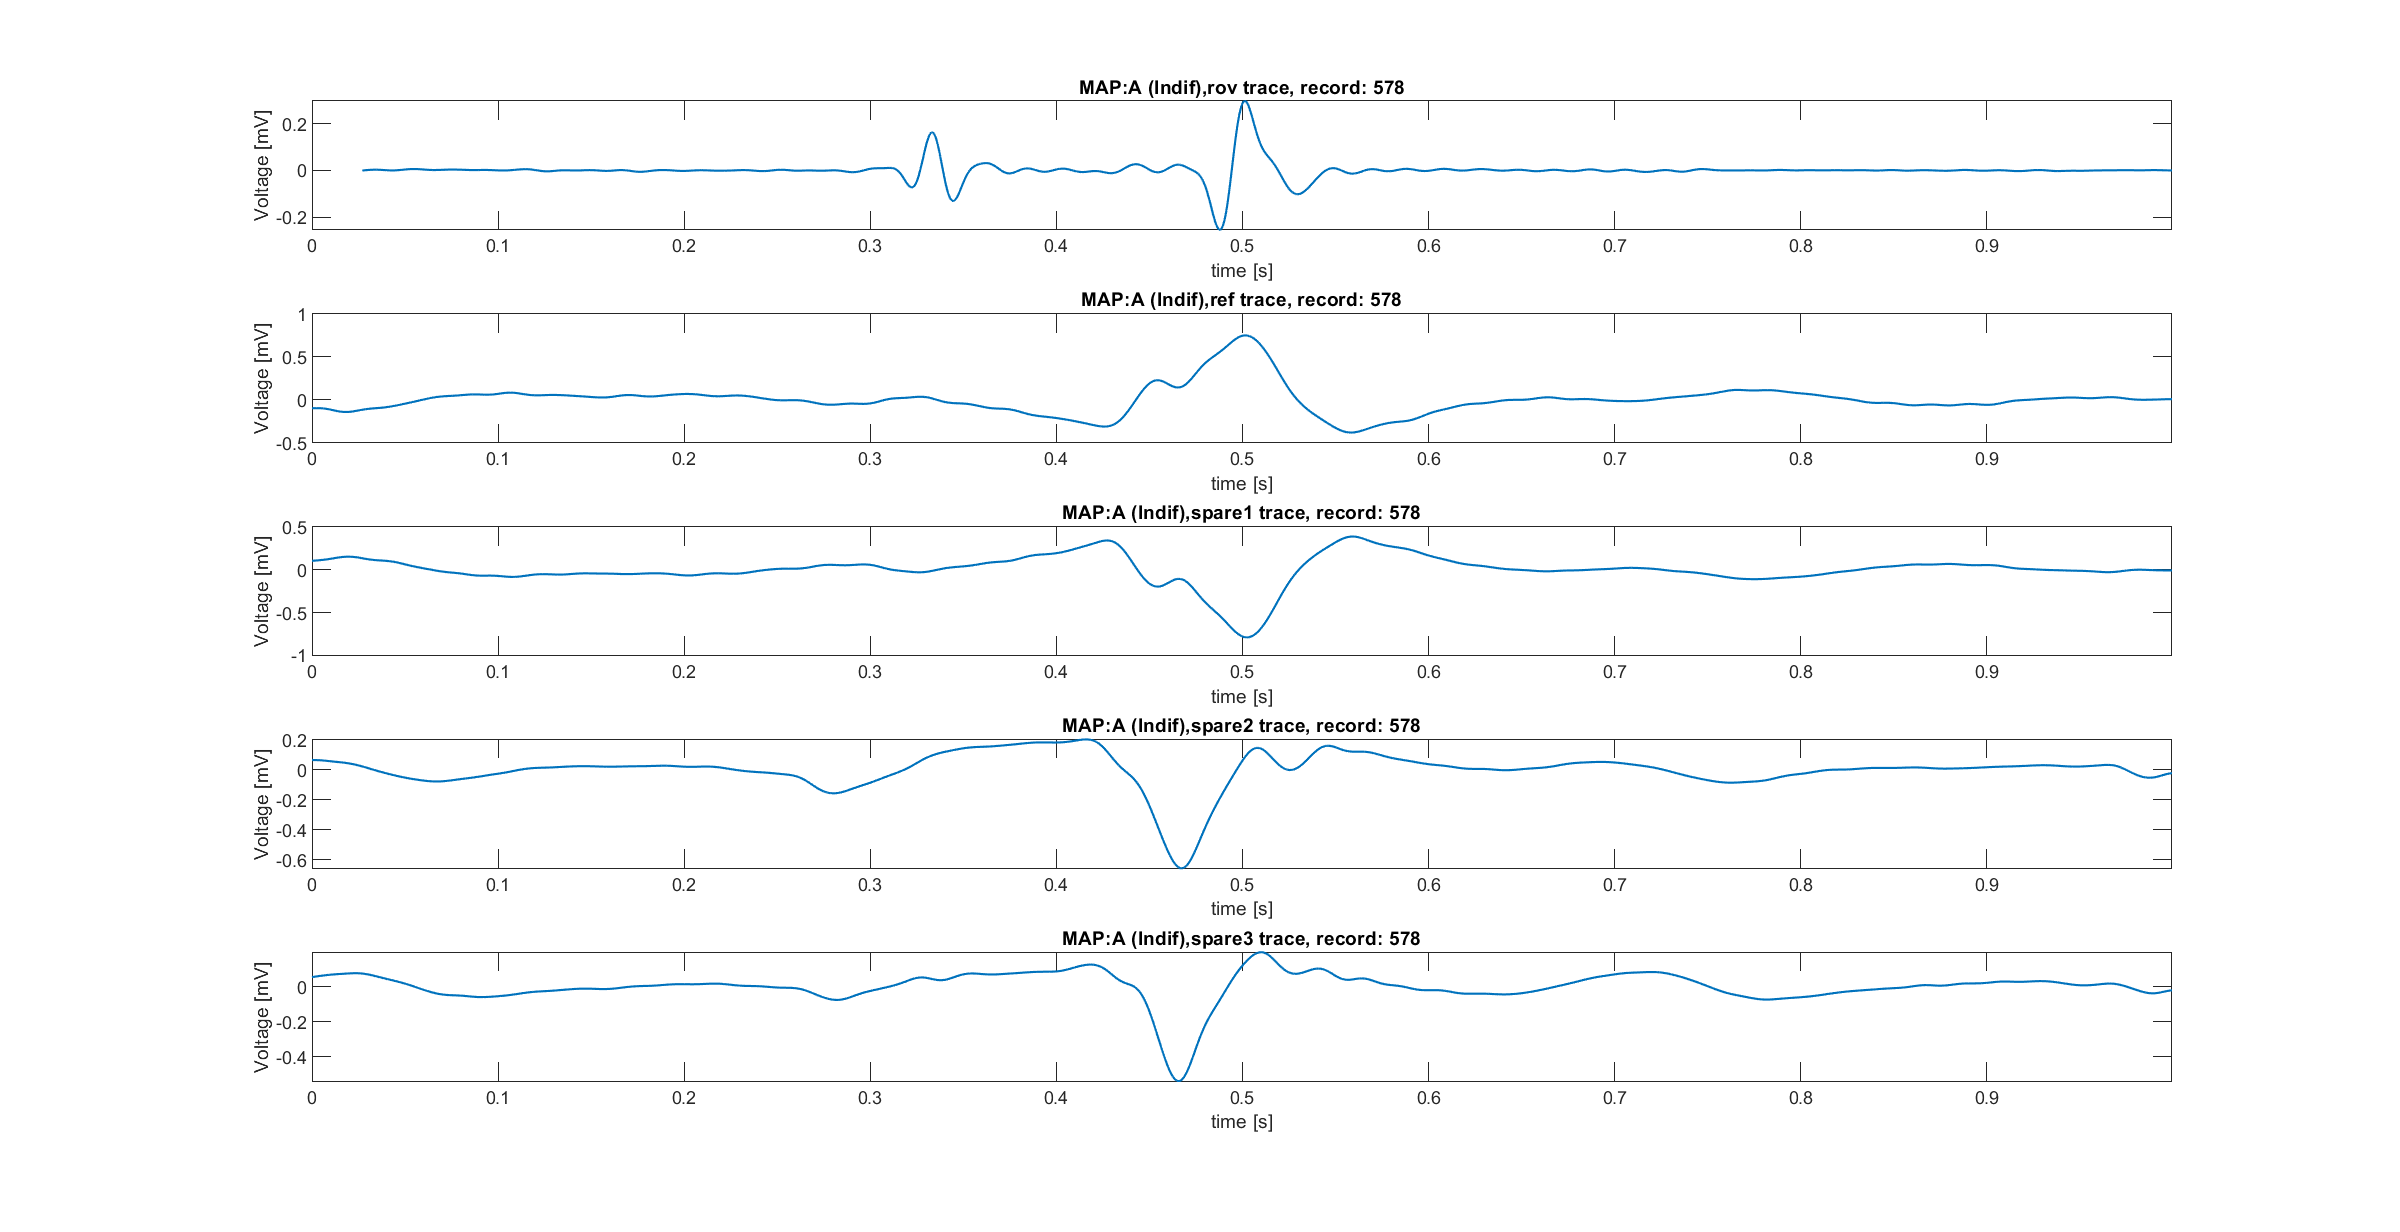 MAP:A (Indif),rov trace, record: 578
Voltage [mV]
0.2
0
-0.2
0 0.1 0.2 0.3 0.4 0.5 0.6 0.7 0.8 0.9
time [s]
MAP:A (Indif),ref trace, record: 578
Voltage [mV]
1
0.5
0
-0.5
0 0.1 0.2 0.3 0.4 0.5 0.6 0.7 0.8 0.9
time [s]
MAP:A (Indif),spare1 trace, record: 578
Voltage [mV]
0.5
0
-0.5
-1
0 0.1 0.2 0.3 0.4 0.5 0.6 0.7 0.8 0.9
time [s]
MAP:A (Indif),spare2 trace, record: 578
Voltage [mV]
0.2
0
-0.2
-0.4
-0.6
0 0.1 0.2 0.3 0.4 0.5 0.6 0.7 0.8 0.9
time [s]
MAP:A (Indif),spare3 trace, record: 578
Voltage [mV]
0
-0.2
-0.4
0 0.1 0.2 0.3 0.4 0.5 0.6 0.7 0.8 0.9
time [s]